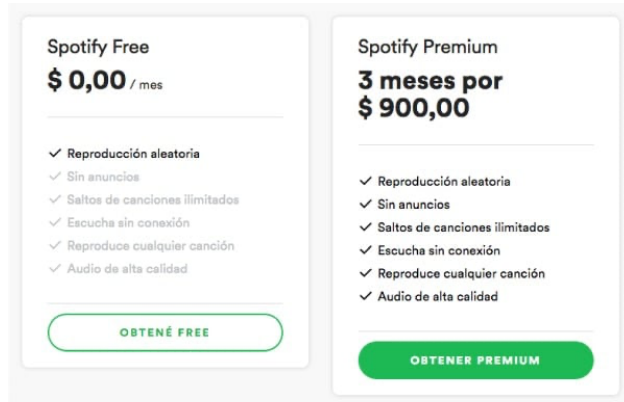 Spotify Free
$ 0,00 / mes
Reproducción aleatoria
Sin anuncios
Saltos de canciones ilimitados
Escucha sin conexión
Reproduce cualquier canción
Audio de alta calidad
OBTENÉ FREE
Spotify Premium
3 meses por
$ 900,00
Reproducción aleatoria
Sin anuncios
Saltos de canciones ilimitados
Escucha sin conexión
Reproduce cualquier canción
Audio de alta calidad
OBTENER PREMIUM